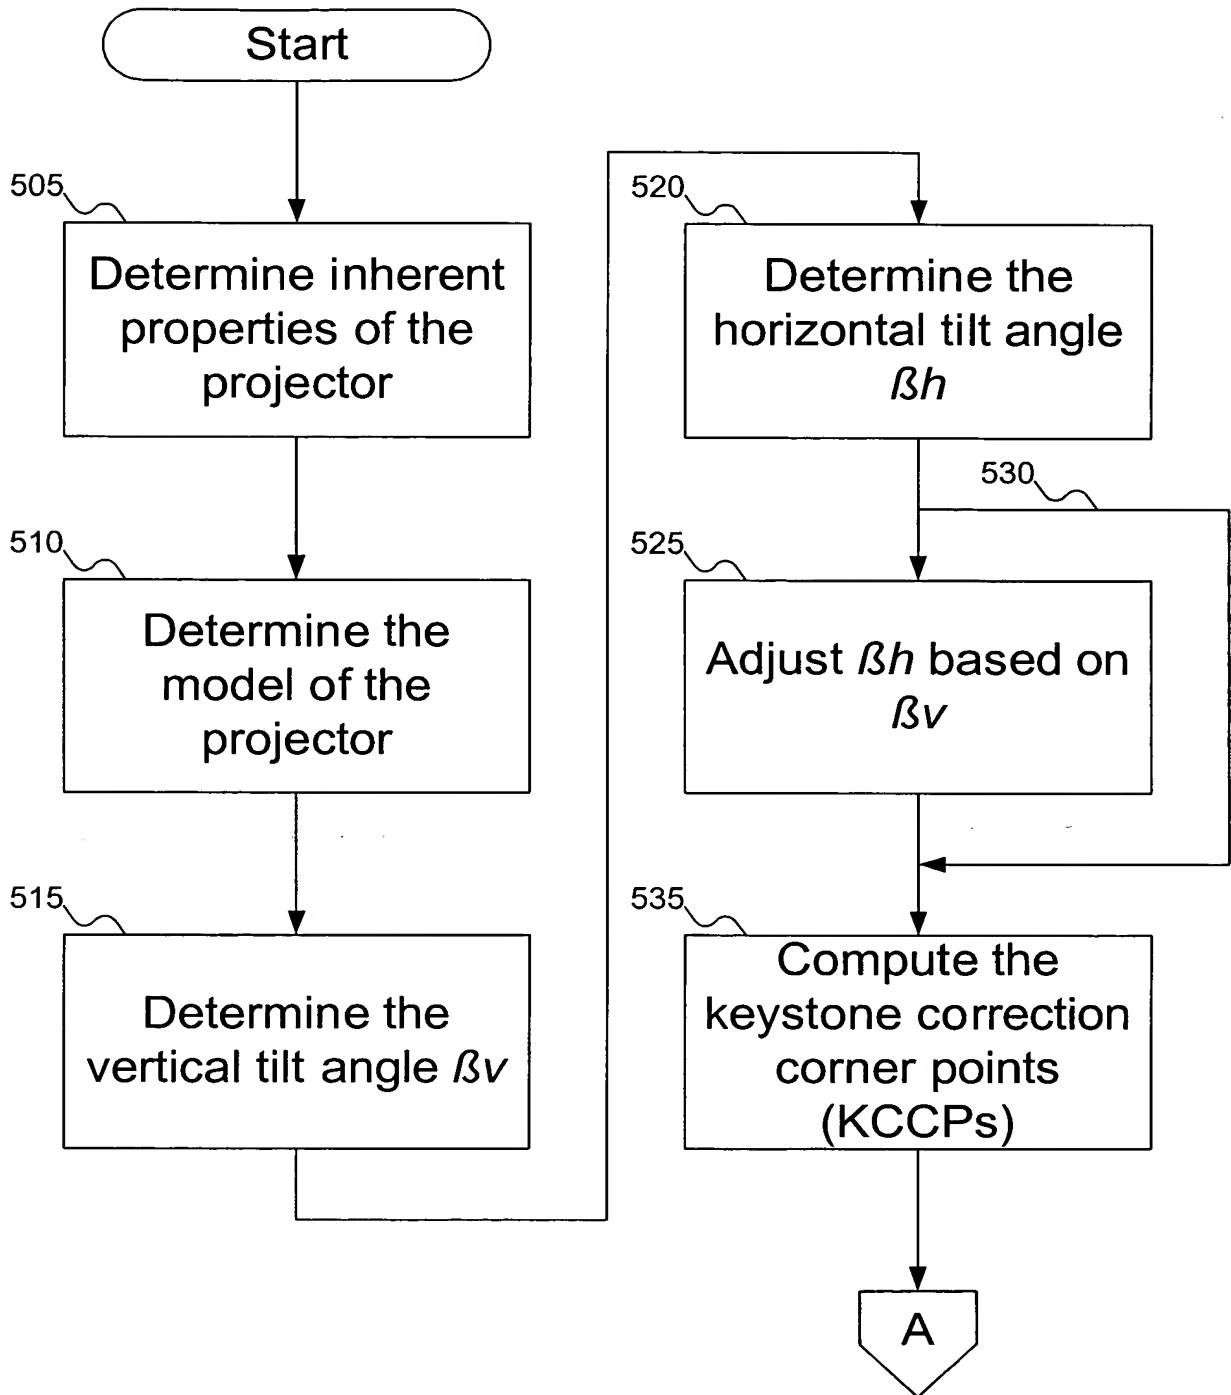 Start
505
Determine inherent
properties of the
projector
510
Determine the
model of the
projector
515
Determine the
vertical tilt angle ßv
520
Determine the
horizontal tilt angle
ßh
530
525
Adjust ßh based on
ßv
535
Compute the
keystone correction
corner points
(KCCPs)
A